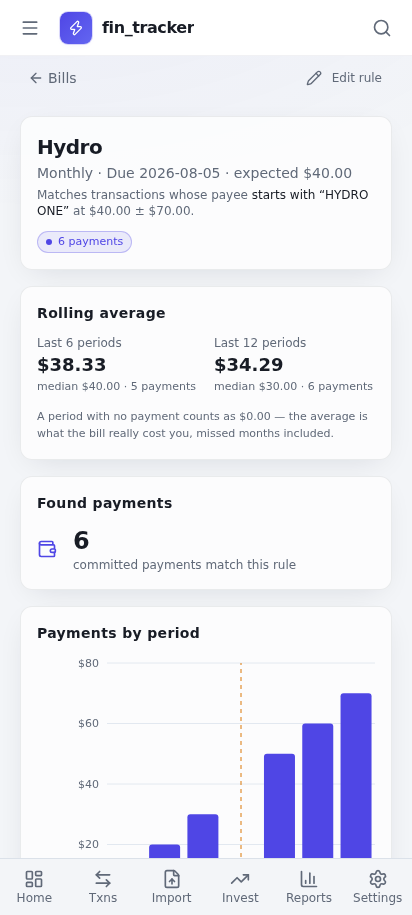 fin_tracker
Bills
Edit rule
Hydro
Monthly · Due 2026-08-05 · expected $40.00
Matches transactions whose payee starts with “HYDRO
ONE” at $40.00 ± $70.00.
6 payments
Rolling average
Last 6 periods
Last 12 periods
$38.33
$34.29
median $40.00 · 5 payments
median $30.00 · 6 payments
A period with no payment counts as $0.00 — the average is
what the bill really cost you, missed months included.
Found payments
6
committed payments match this rule
Payments by period
$80
$60
$40
$20
Home
Txns
Import
Invest
Reports
Settings